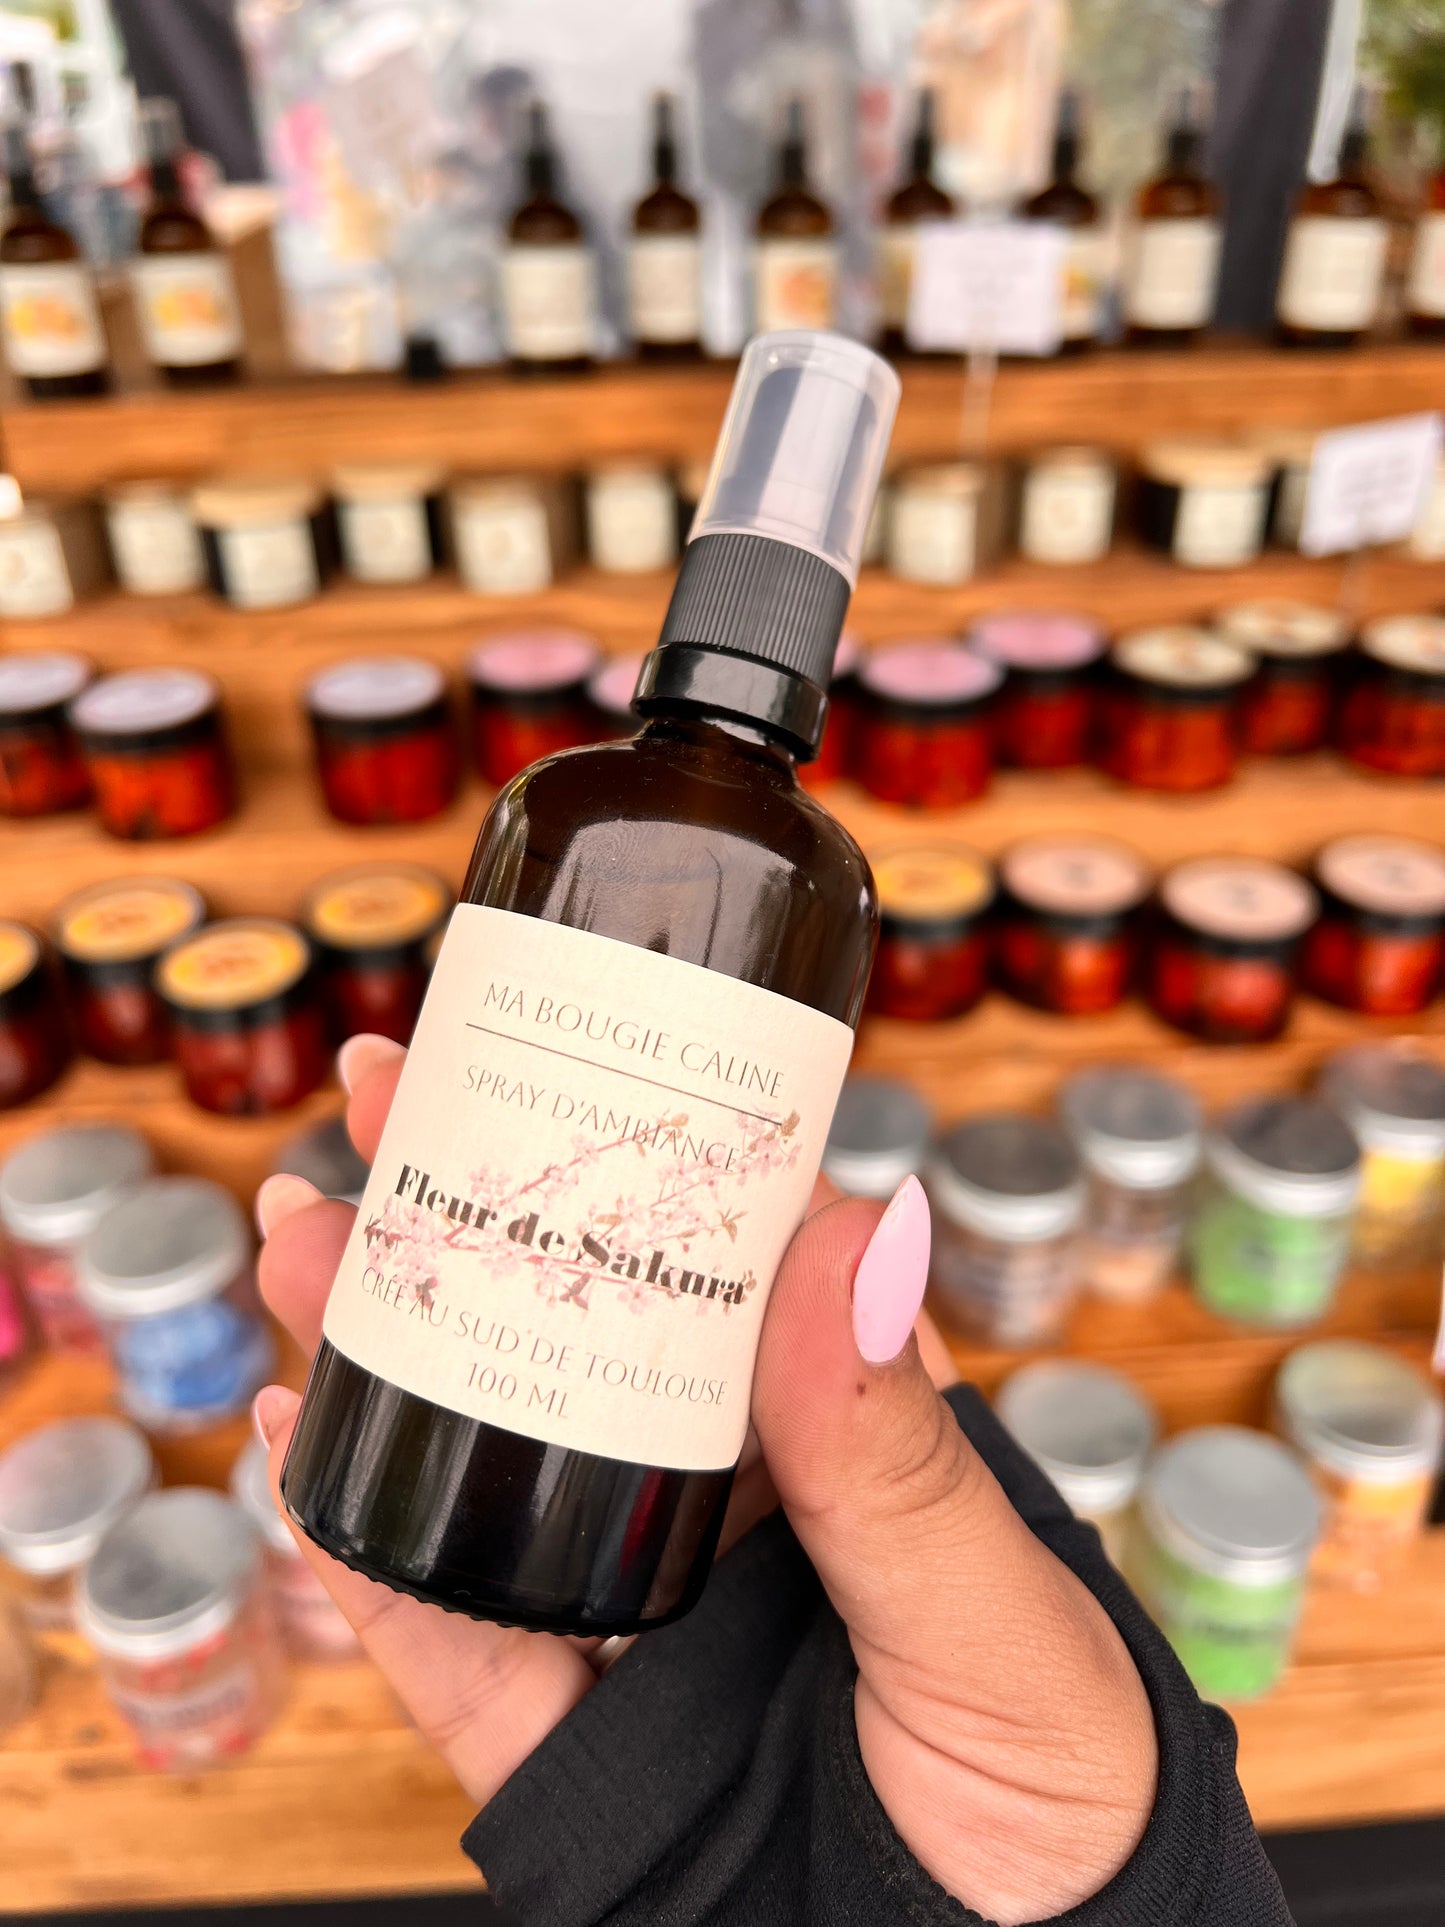 MA BOUGIE CALINE
SPRAY D'AMBIANCE
Fleur de Sakura
CRÉE AU SUD DE TOULOUSE
100 ML